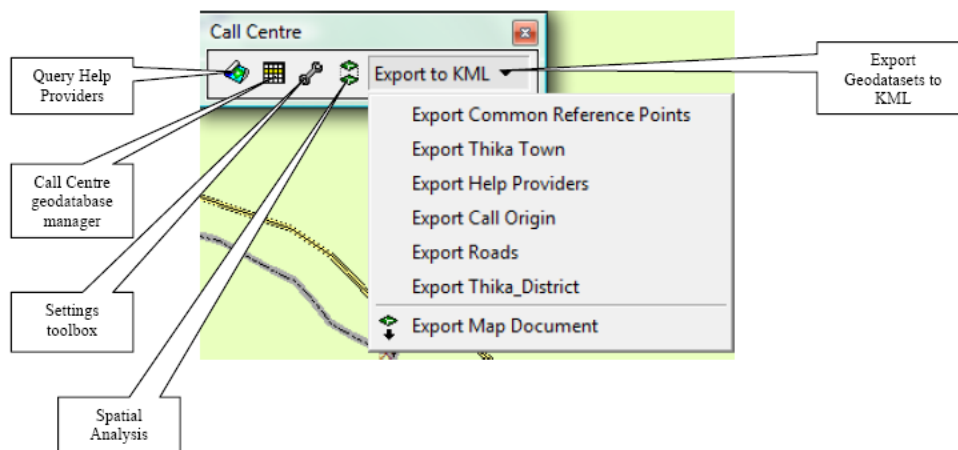 Call Centre
Query Help
Providers
Export to KML
Export
Geodatasets to
KML
Export Common Reference Points
Export Thika Town
Export Help Providers
Export Call Origin
Export Roads
Export Thika_District
Export Map Document
Call Centre
geodatabase
manager
Settings
toolbox
Spatial
Analysis